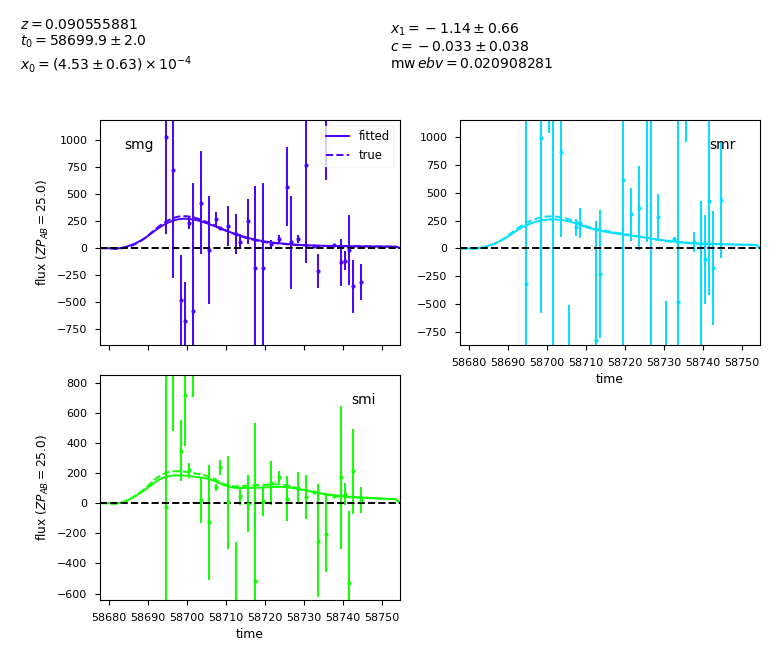 z = 0.090555881
t₀ = 58699.9 ± 2.0
x₀ = (4.53 ± 0.63) × 10⁻⁴
x₁ = −1.14 ± 0.66
c = −0.033 ± 0.038
mw ebv = 0.020908281
smg
fitted
true
1000
750
500
250
0
−250
−500
−750
flux (ZP_AB = 25.0)
smr
1000
750
500
250
0
−250
−500
−750
58680 58690 58700 58710 58720 58730 58740 58750
time
smi
800
600
400
200
0
−200
−400
−600
flux (ZP_AB = 25.0)
58680 58690 58700 58710 58720 58730 58740 58750
time